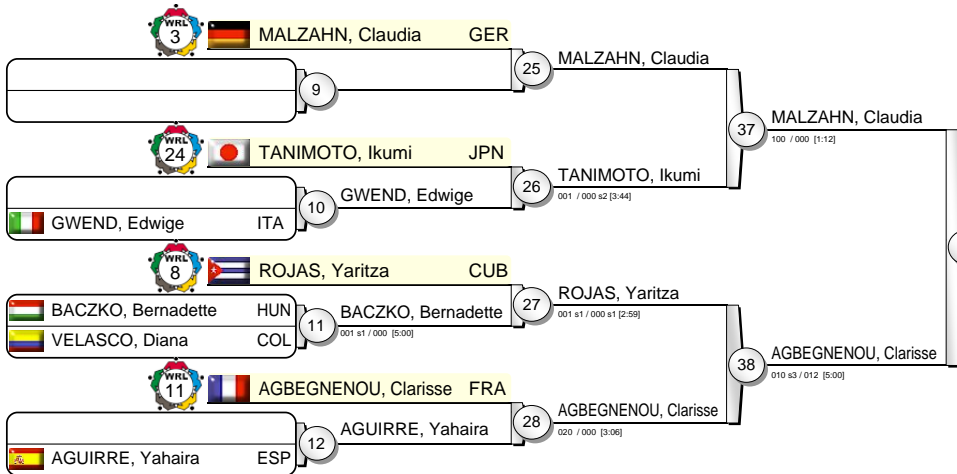 WRL
3
MALZAHN, Claudia GER
9
25
MALZAHN, Claudia
37
MALZAHN, Claudia
100 / 000 [1:12]
WRL
24
TANIMOTO, Ikumi JPN
GWEND, Edwige ITA
10
GWEND, Edwige
26
TANIMOTO, Ikumi
001 / 000 s2 [3:44]
WRL
8
ROJAS, Yaritza CUB
BACZKO, Bernadette HUN
VELASCO, Diana COL
11
BACZKO, Bernadette
001 s1 / 000 [5:00]
27
ROJAS, Yaritza
001 s1 / 000 s1 [2:59]
38
AGBEGNENOU, Clarisse
010 s3 / 012 [5:00]
WRL
11
AGBEGNENOU, Clarisse FRA
AGUIRRE, Yahaira ESP
12
AGUIRRE, Yahaira
28
AGBEGNENOU, Clarisse
020 / 000 [3:06]